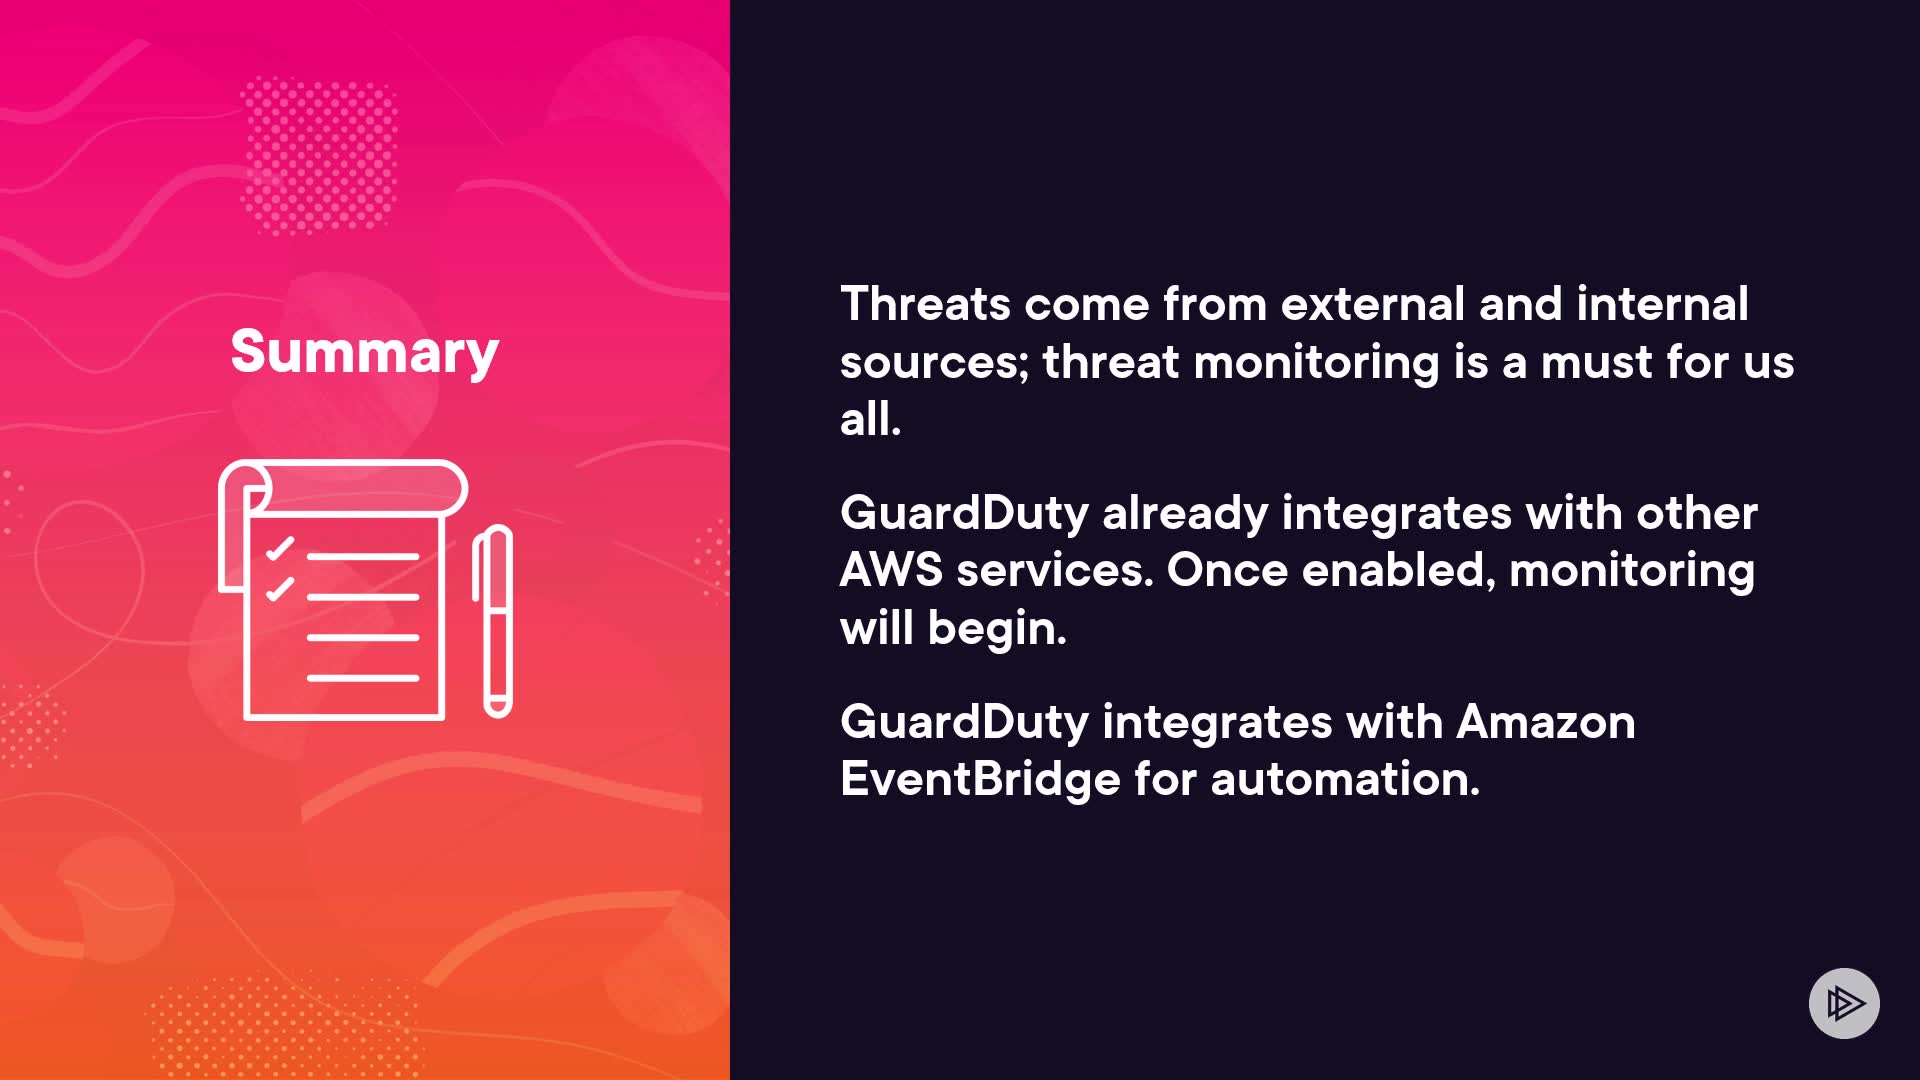 Summary
Threats come from external and internal
sources; threat monitoring is a must for us
all.
GuardDuty already integrates with other
AWS services. Once enabled, monitoring
will begin.
GuardDuty integrates with Amazon
EventBridge for automation.